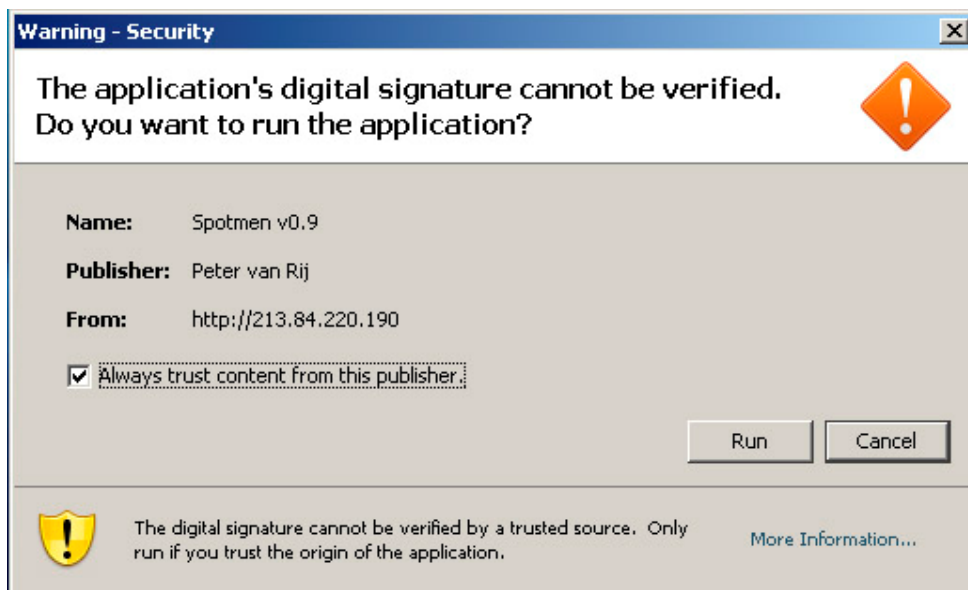 Warning - Security
The application's digital signature cannot be verified.
Do you want to run the application?
Name: Spotmen v0.9
Publisher: Peter van Rij
From: http://213.84.220.190
Always trust content from this publisher.
Run Cancel
The digital signature cannot be verified by a trusted source. Only
run if you trust the origin of the application.
More Information...